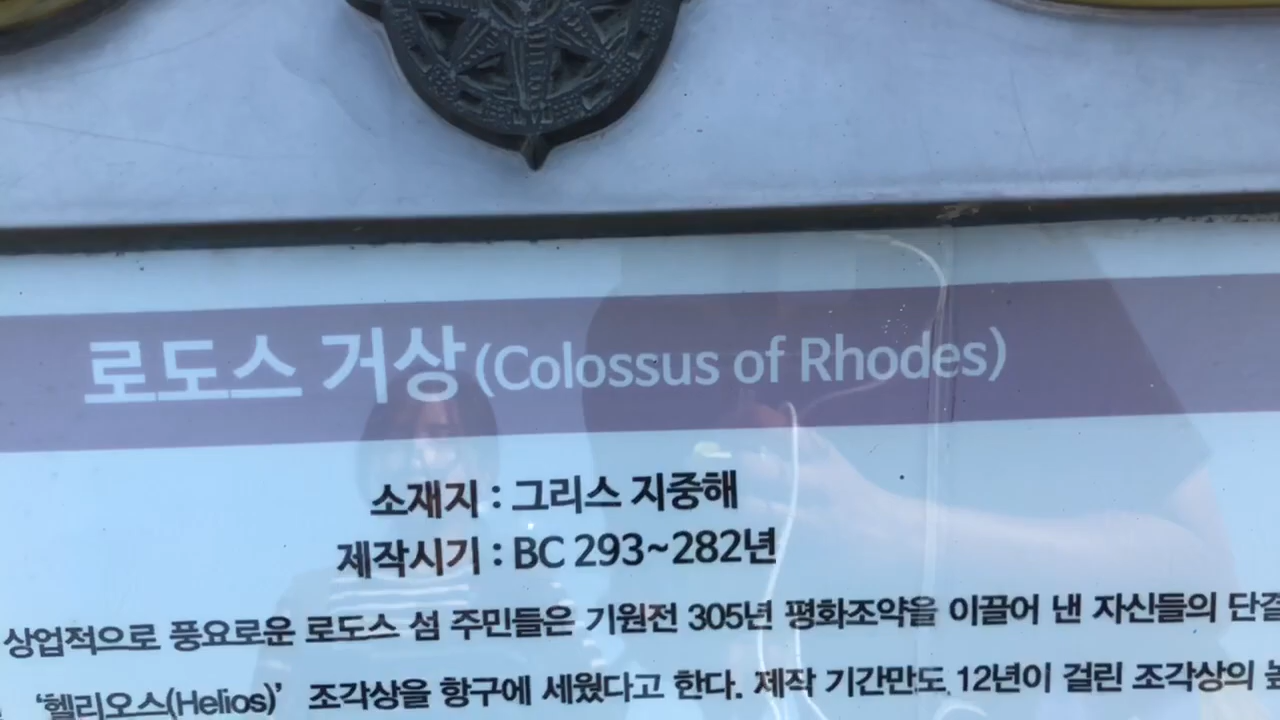 로도스 거상(Colossus of Rhodes)
소재지 : 그리스 지중해
제작시기 : BC 293~282년
상업적으로 풍요로운 로도스 섬 주민들은 기원전 305년 평화조약을 이끌어 낸 자신들의 단결
'헬리오스(Helios)' 조각상을 항구에 세웠다고 한다. 제작 기간만도 12년이 걸린 조각상의